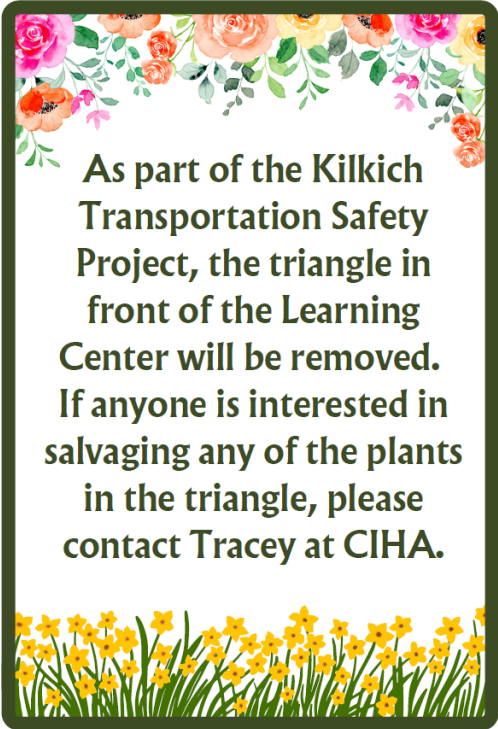 As part of the Kilkich
Transportation Safety
Project, the triangle in
front of the Learning
Center will be removed.
If anyone is interested in
salvaging any of the plants
in the triangle, please
contact Tracey at CIHA.